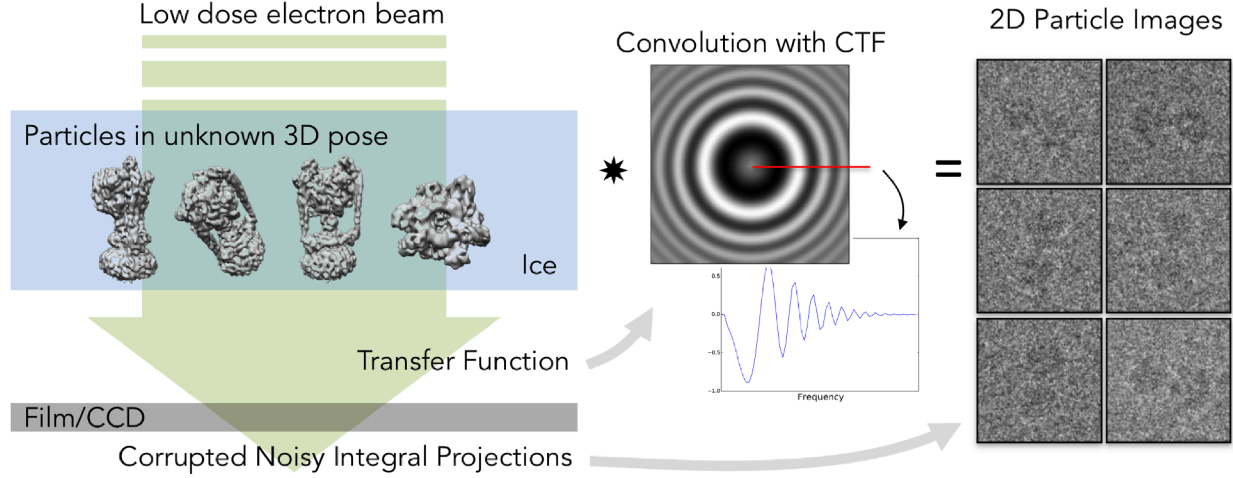 Low dose electron beam
Particles in unknown 3D pose
Ice
Transfer Function
Film/CCD
Corrupted Noisy Integral Projections
Convolution with CTF
=
0.5
0.0
−0.5
−1.0
Frequency
2D Particle Images